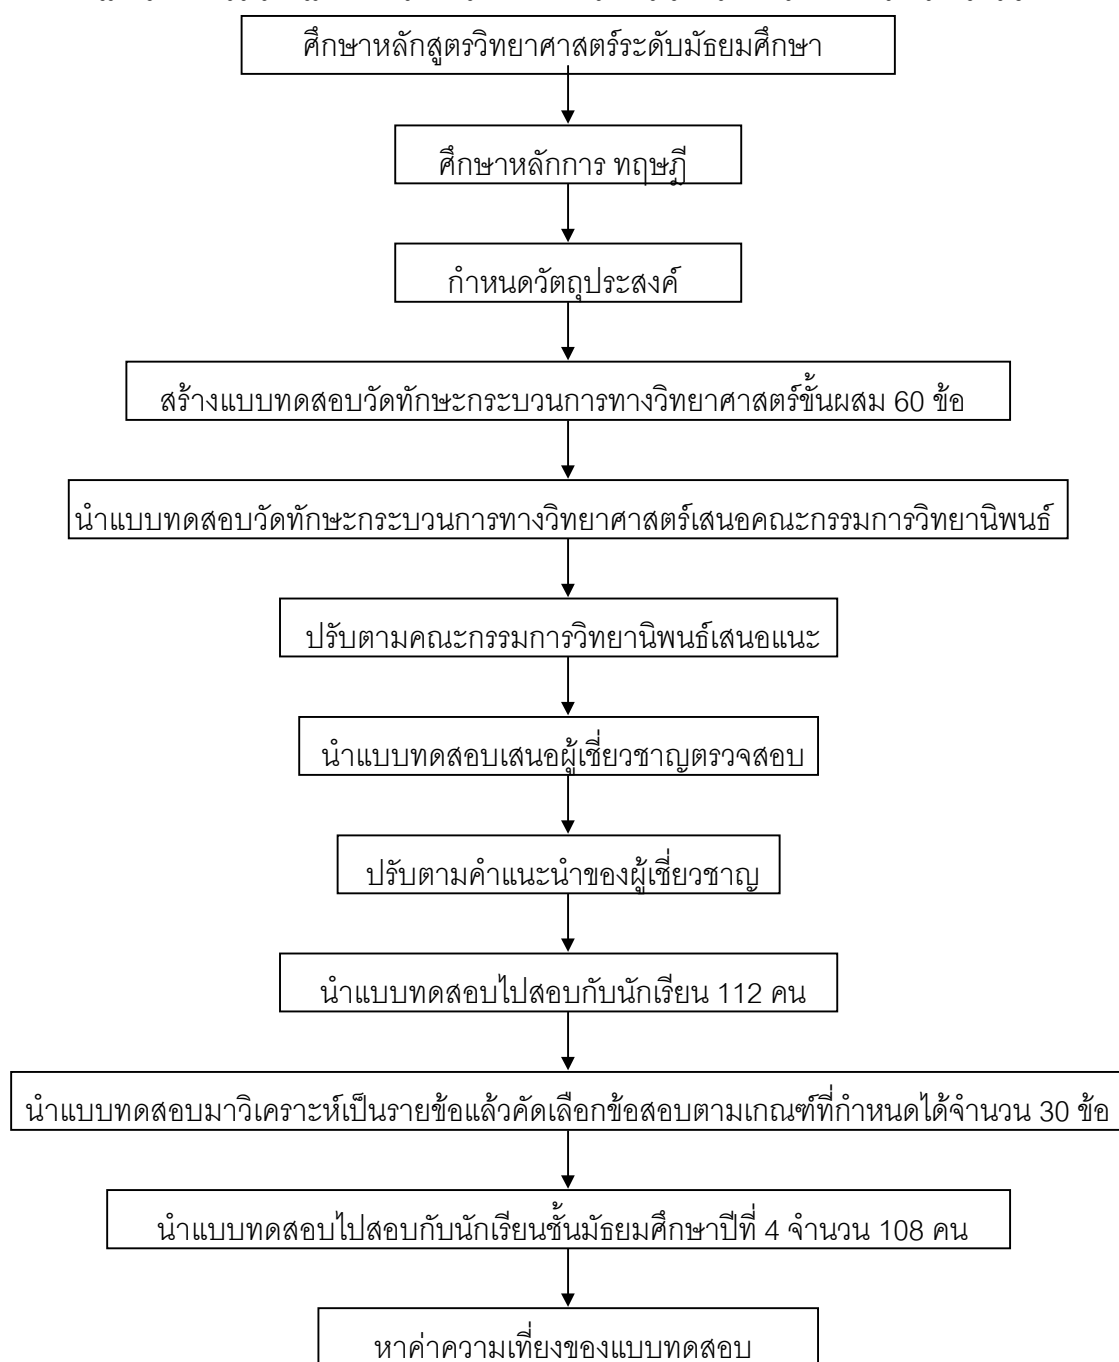 ศึกษาหลักสูตรวิทยาศาสตร์ระดับมัธยมศึกษา
ศึกษาหลักการ ทฤษฎี
กำหนดวัตถุประสงค์
สร้างแบบทดสอบวัดทักษะกระบวนการทางวิทยาศาสตร์ขั้นผสม 60 ข้อ
นำแบบทดสอบวัดทักษะกระบวนการทางวิทยาศาสตร์เสนอคณะกรรมการวิทยานิพนธ์
ปรับตามคณะกรรมการวิทยานิพนธ์เสนอแนะ
นำแบบทดสอบเสนอผู้เชี่ยวชาญตรวจสอบ
ปรับตามคำแนะนำของผู้เชี่ยวชาญ
นำแบบทดสอบไปสอบกับนักเรียน 112 คน
นำแบบทดสอบมาวิเคราะห์เป็นรายข้อแล้วคัดเลือกข้อสอบตามเกณฑ์ที่กำหนดได้จำนวน 30 ข้อ
นำแบบทดสอบไปสอบกับนักเรียนชั้นมัธยมศึกษาปีที่ 4 จำนวน 108 คน
หาค่าความเที่ยงของแบบทดสอบ